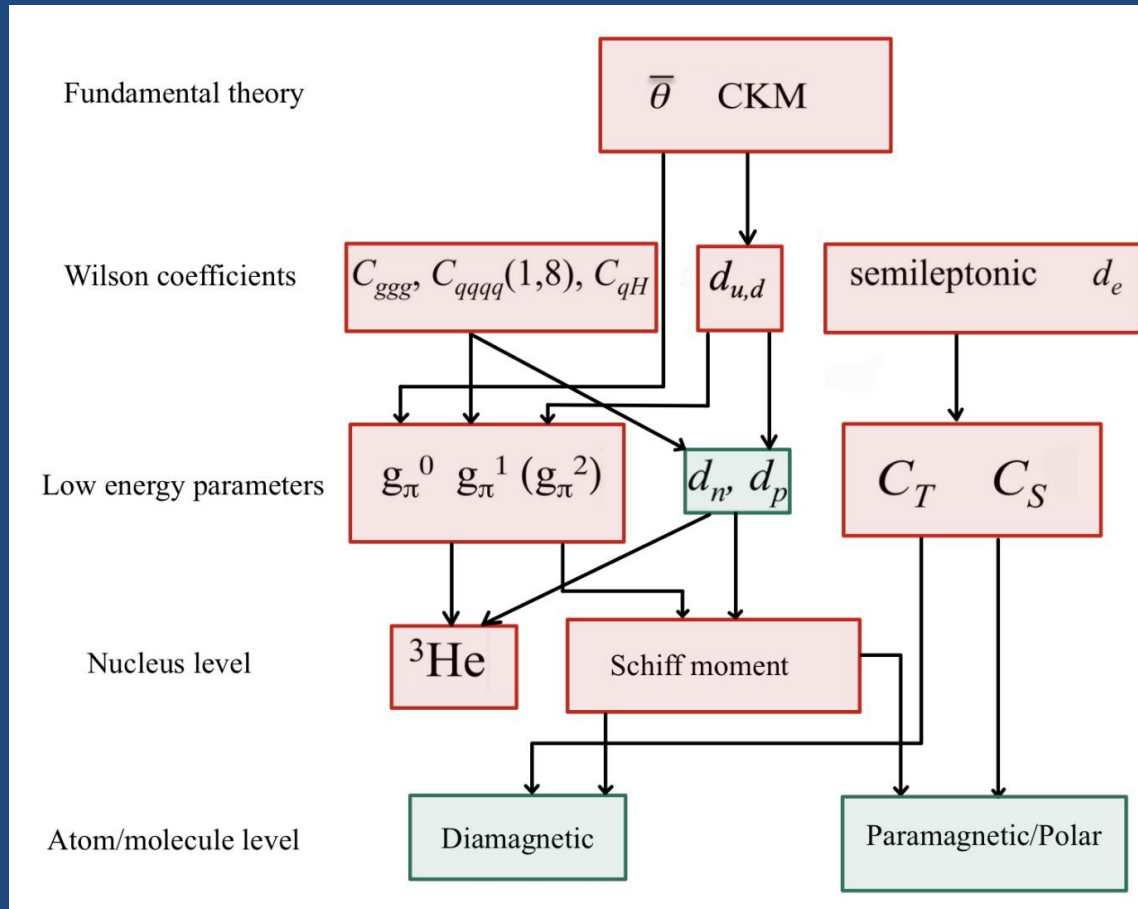 Fundamental theory
θ̅ CKM
Wilson coefficients
C_ggg, C_qqqq(1,8), C_qH
d_u,d
semileptonic d_e
Low energy parameters
g_π^0 g_π^1 (g_π^2)
d_n, d_p
C_T C_S
Nucleus level
³He
Schiff moment
Atom/molecule level
Diamagnetic
Paramagnetic/Polar